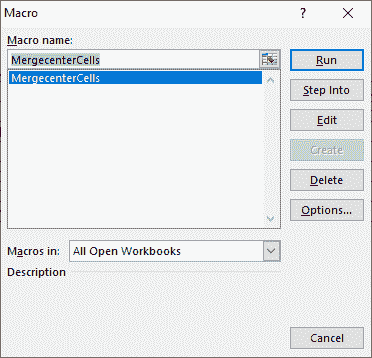 Macro
?
Macro name:
MergecenterCells
MergecenterCells
Run
Step Into
Edit
Create
Delete
Options...
Macros in:
All Open Workbooks
Description
Cancel